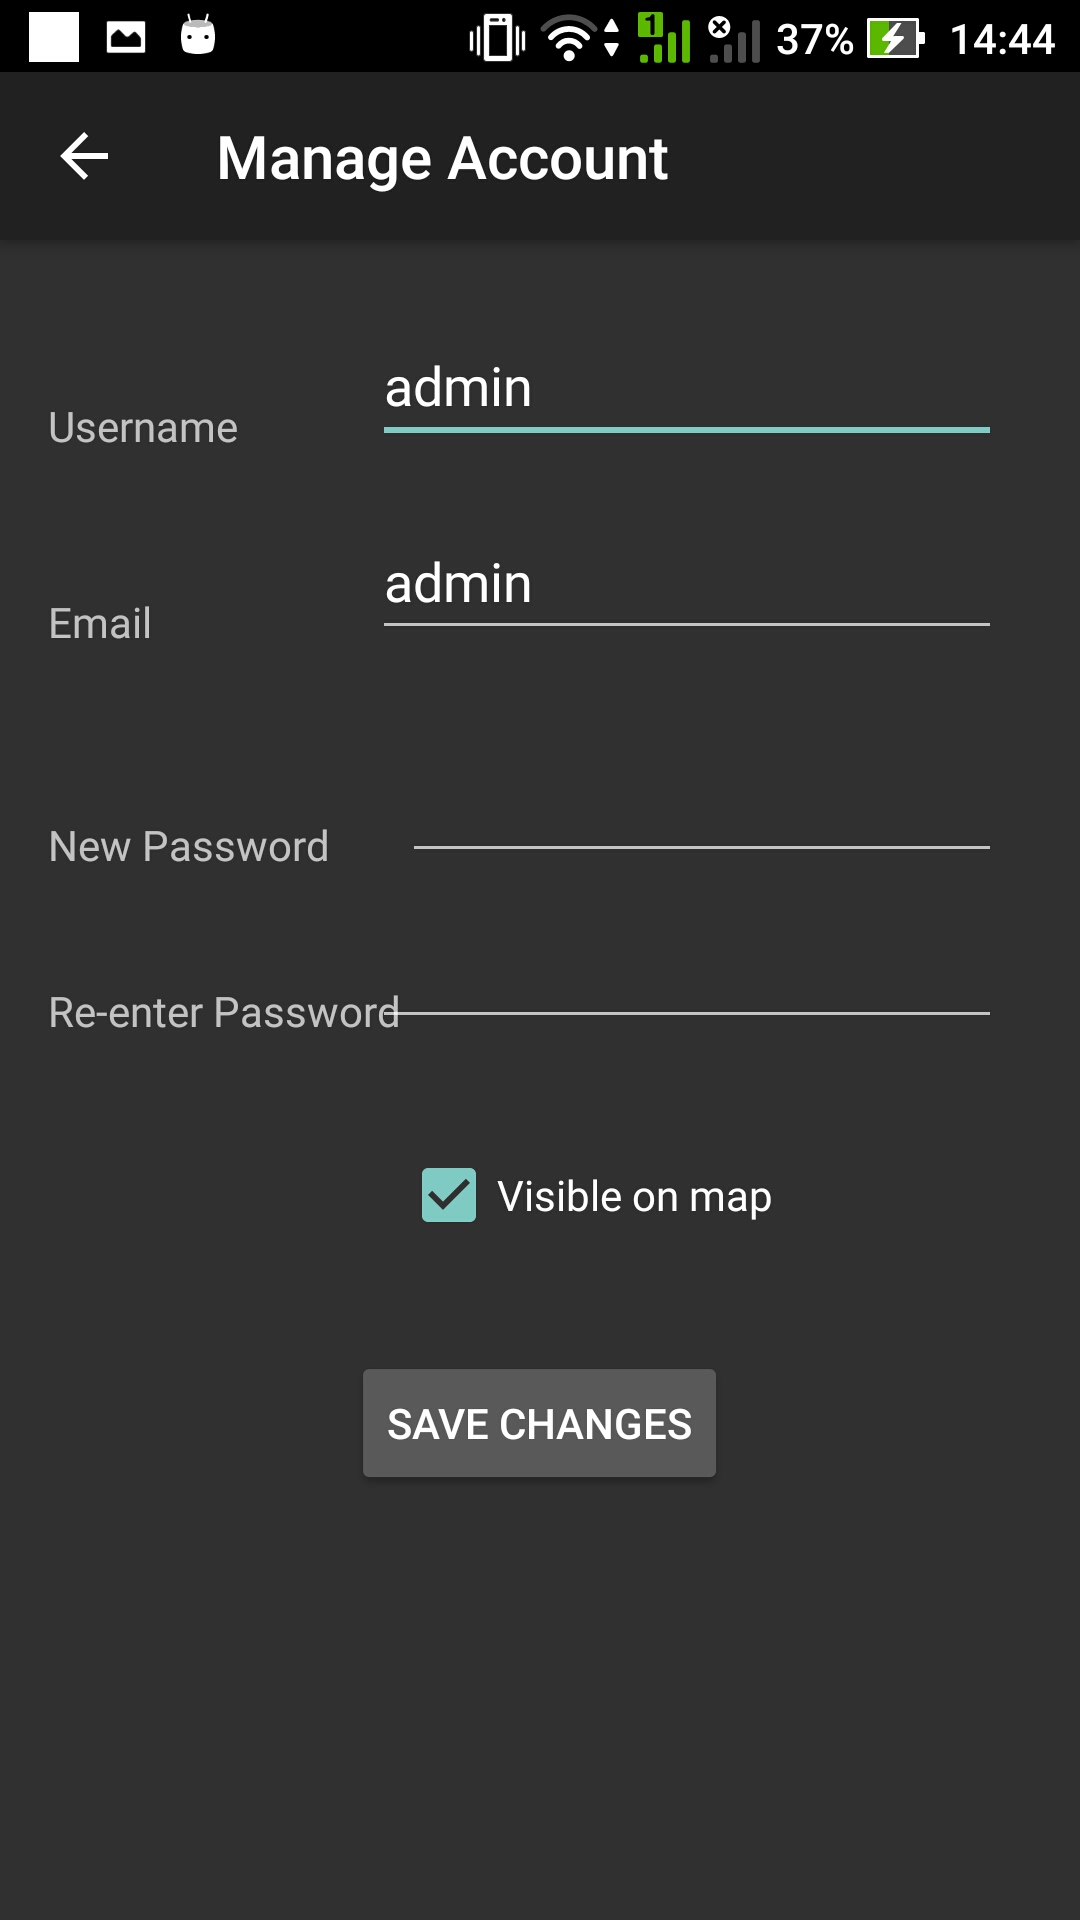 1 37% 14:44
Manage Account
Username admin
Email admin
New Password
Re-enter Password
Visible on map
SAVE CHANGES